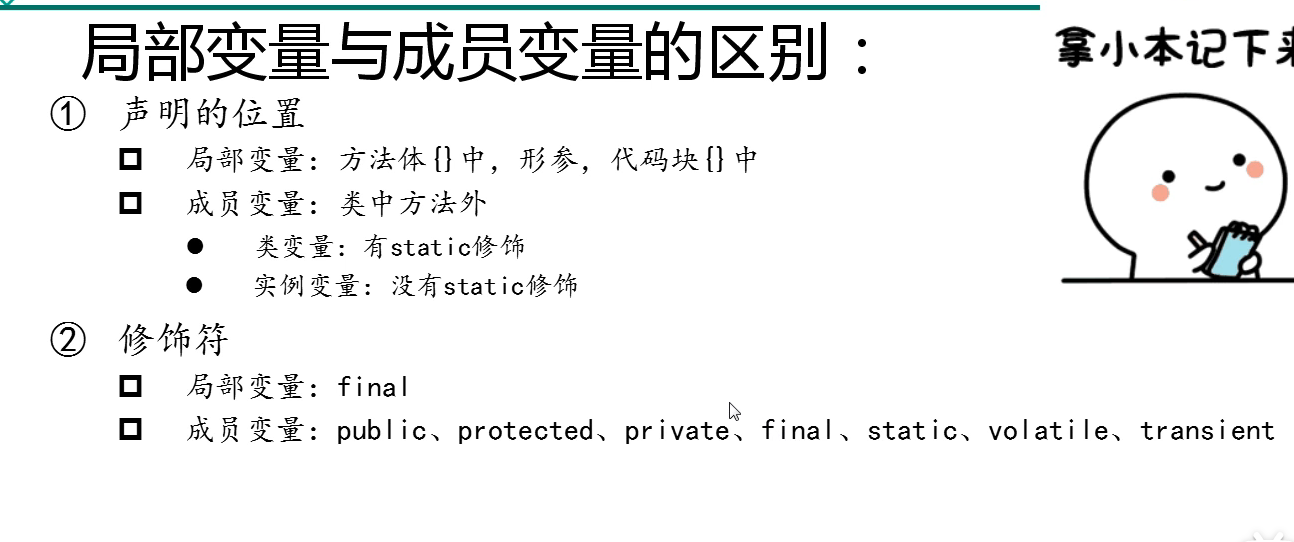 局部变量与成员变量的区别：
拿小本记下来
① 声明的位置
局部变量：方法体{}中，形参，代码块{}中
成员变量：类中方法外
类变量：有static修饰
实例变量：没有static修饰
② 修饰符
局部变量：final
成员变量：public、protected、private、final、static、volatile、transient